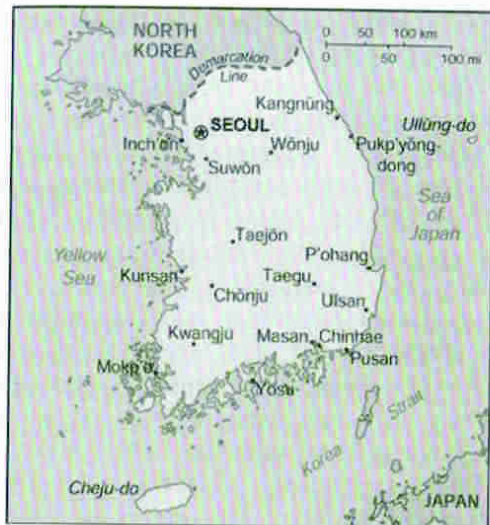 NORTH
KOREA
0 50 100 km
0 50 100 mi
Demarcation
Line
Kangnŭng
SEOUL
Ullŭng-do
Inch'ŏn
Wŏnju
Pukp'yŏng-
dong
Suwŏn
Sea
of
Japan
Taejŏn
Yellow
Sea
P'ohang
Kunsan
Taegu
Chŏnju
Ulsan
Kwangju
Masan
Chinhae
Pusan
Mokp'o
Yŏsu
Korea Strait
Cheju-do
JAPAN